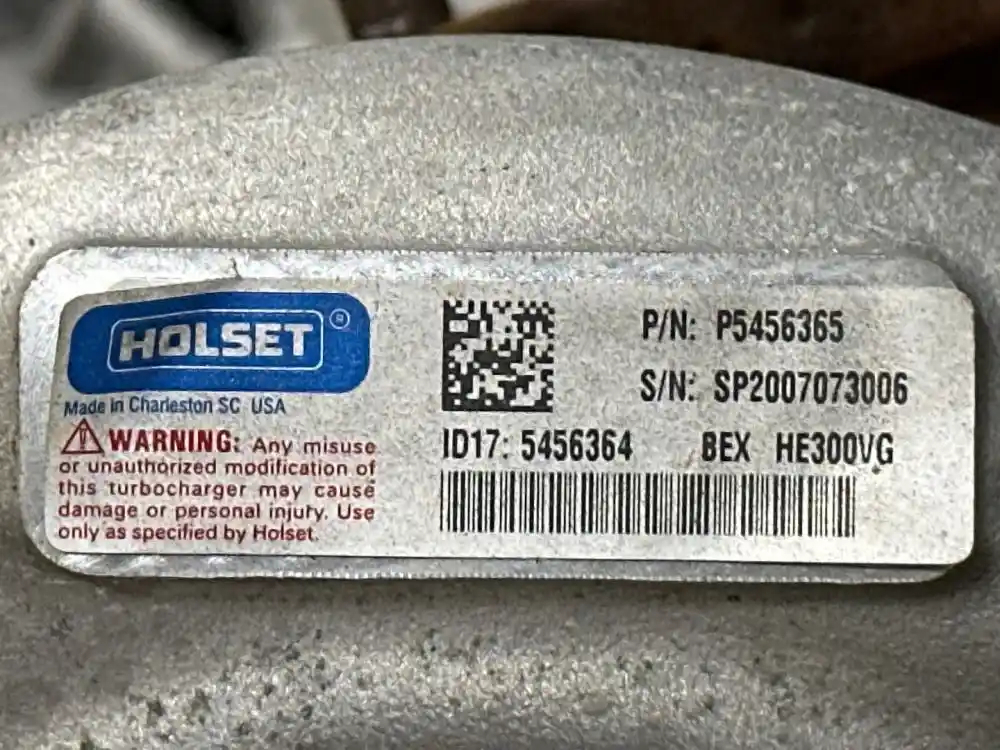 HOLSET ®
Made in Charleston SC USA
WARNING: Any misuse
or unauthorized modification of
this turbocharger may cause
damage or personal injury. Use
only as specified by Holset.
P/N: P5456365
S/N: SP2007073006
ID17: 5456364 BEX HE300VG